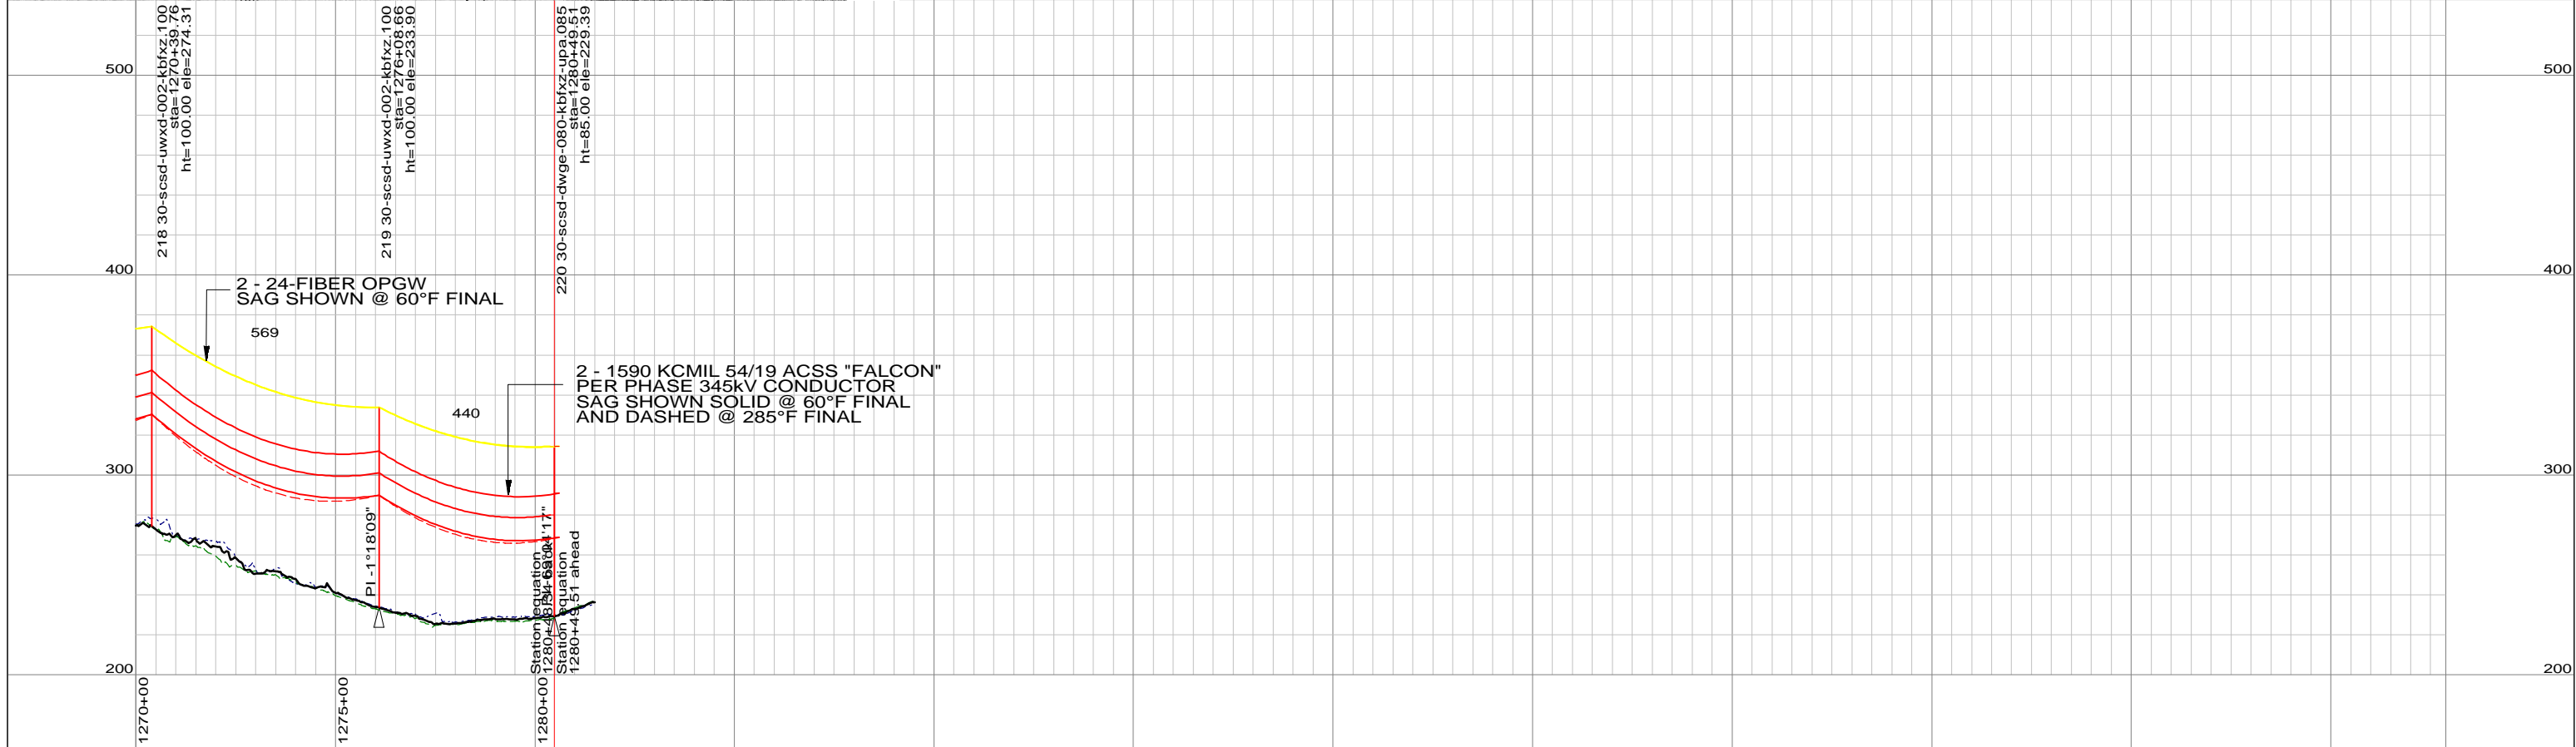 218 30-scsd-uwxd-002-kbfxz.100
sta=1270+39.76
ht=100.00 ele=274.31
219 30-scsd-uwxd-002-kbfxz.100
sta=1276+08.66
ht=100.00 ele=233.90
220 30-scsd-dwge-080-kbfxz-upa.085
sta=1280+49.51
ht=85.00 ele=229.39
500
500
400
400
2 - 24-FIBER OPGW
SAG SHOWN @ 60°F FINAL
569
2 - 1590 KCMIL 54/19 ACSS "FALCON"
PER PHASE 345kV CONDUCTOR
SAG SHOWN SOLID @ 60°F FINAL
AND DASHED @ 285°F FINAL
440
300
300
PI -1°18'09"
Station equation
Station equation
1280+49.51 ahead
200
200
1270+00
1275+00
1280+00